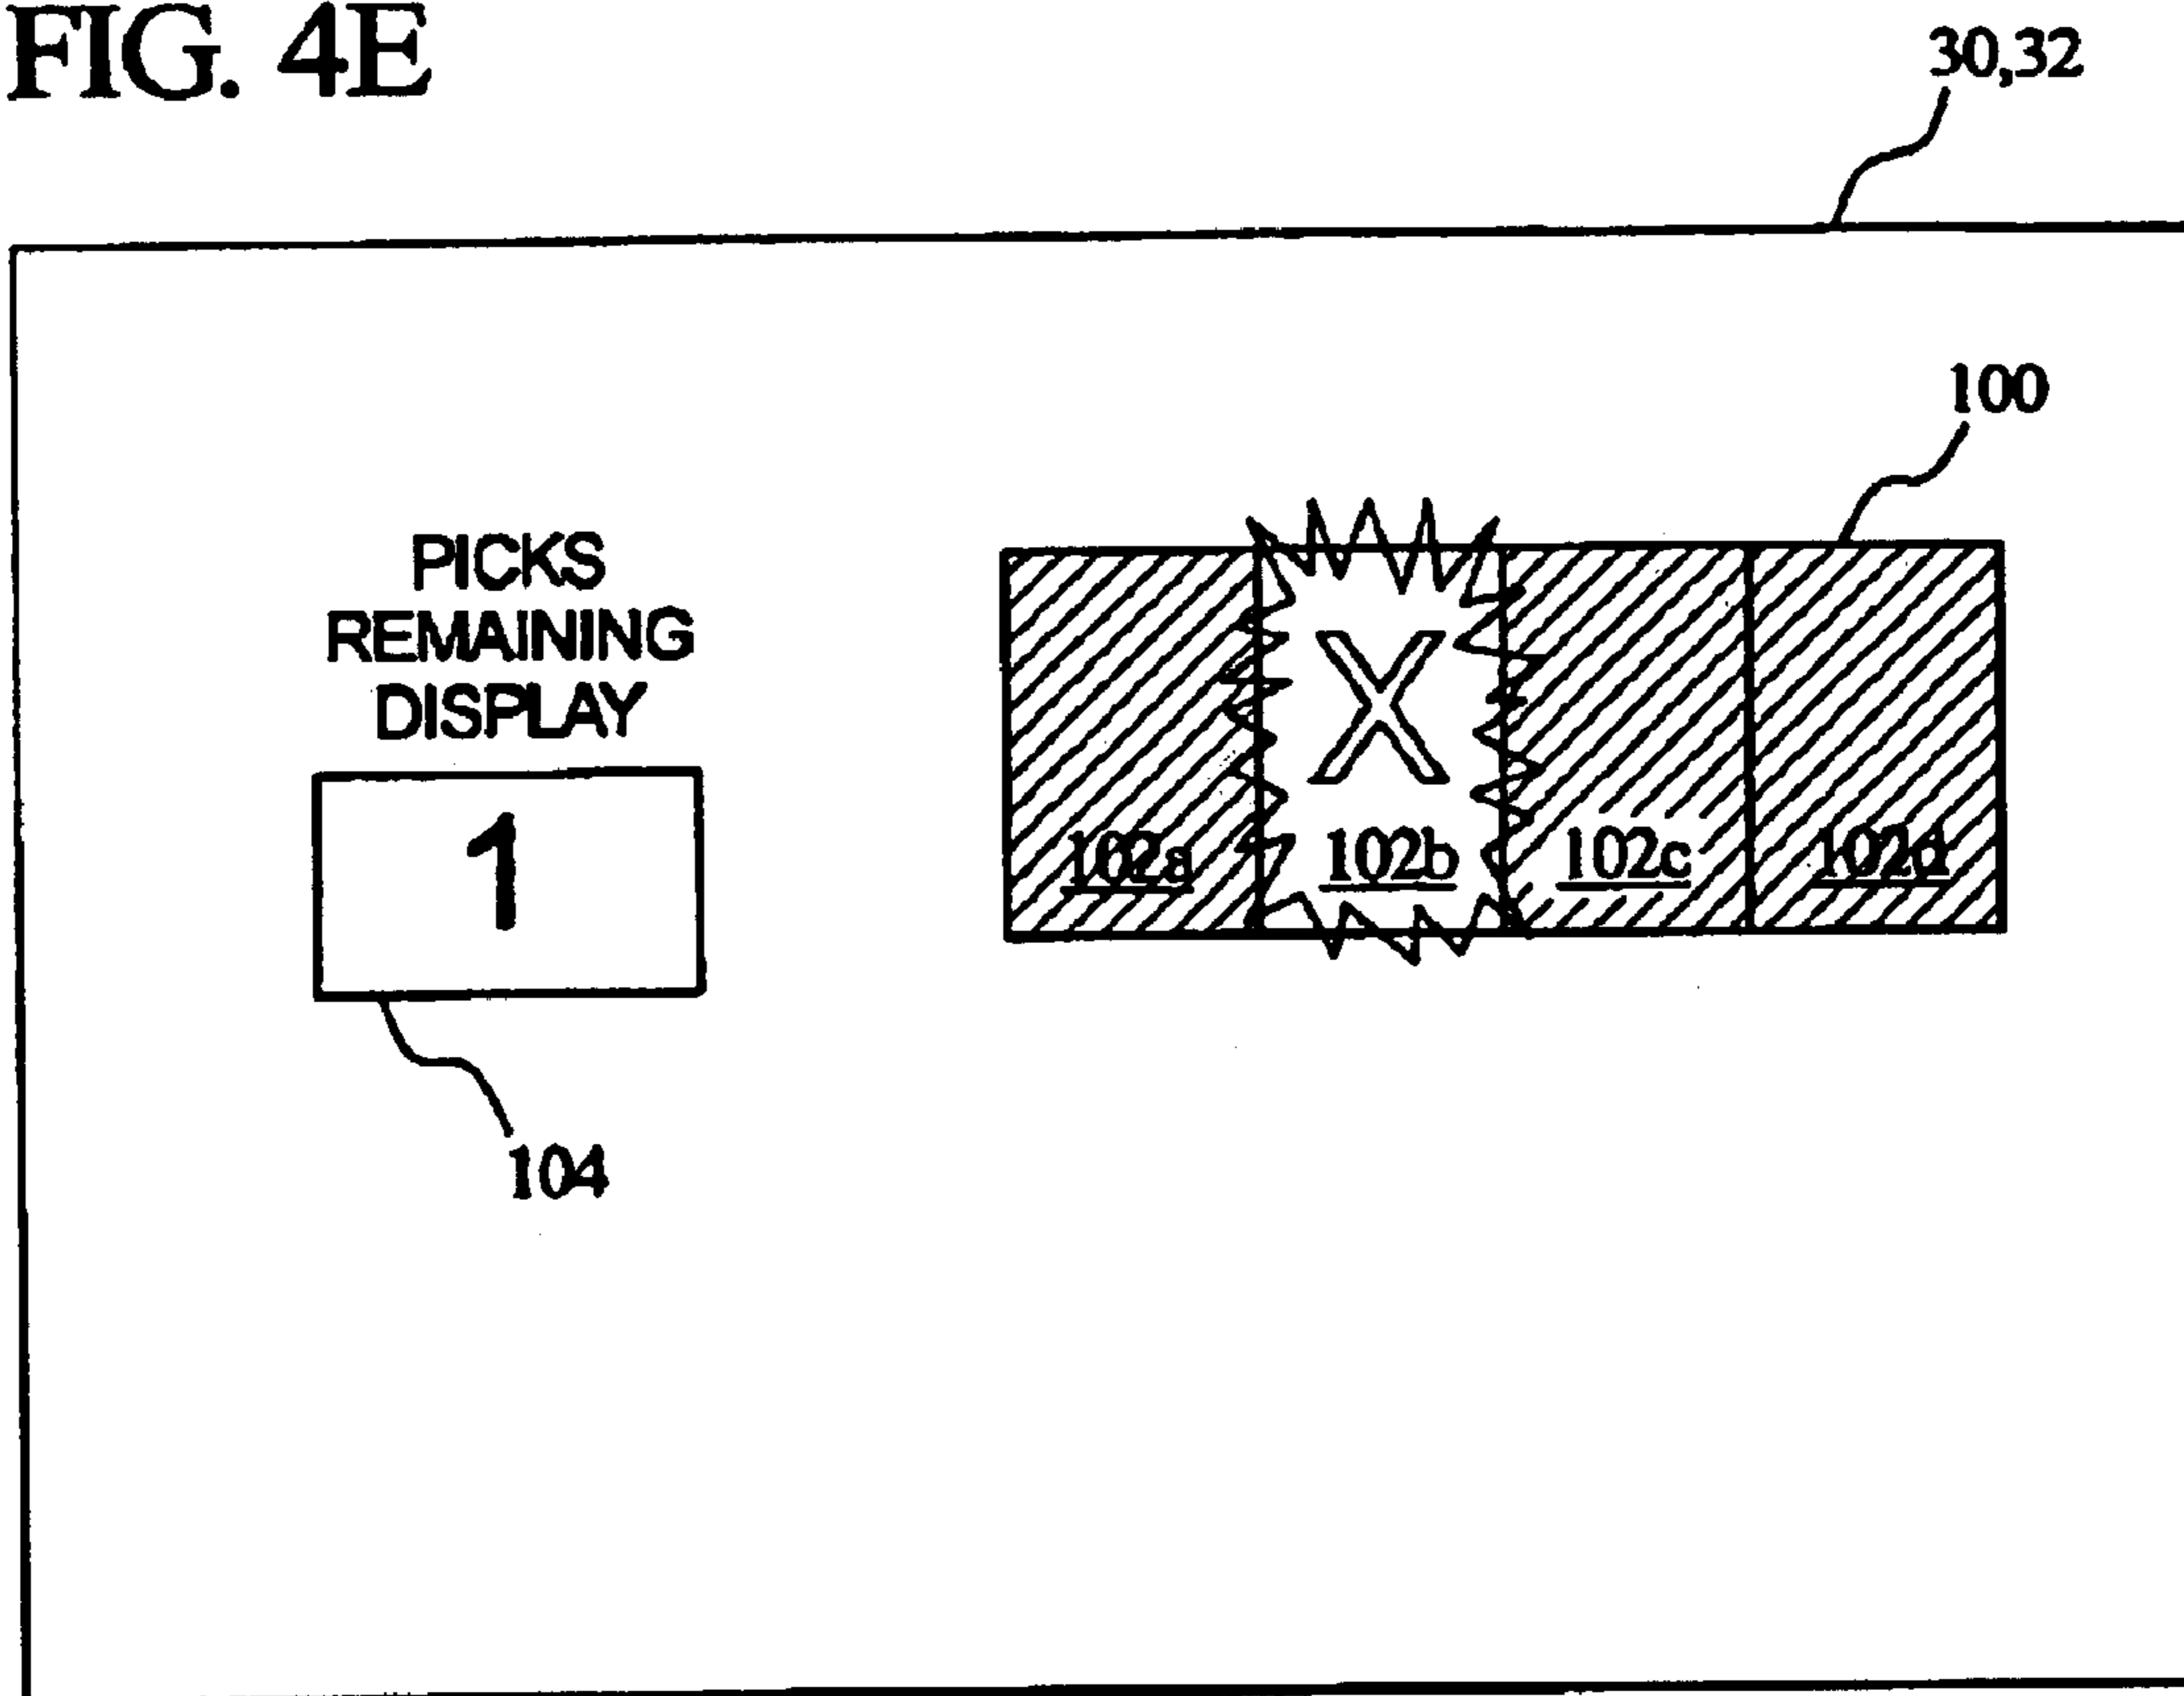 FIG. 4E
30,32
100
PICKS
REMAINING
DISPLAY
X
1
102a 102b 102c 102d
104